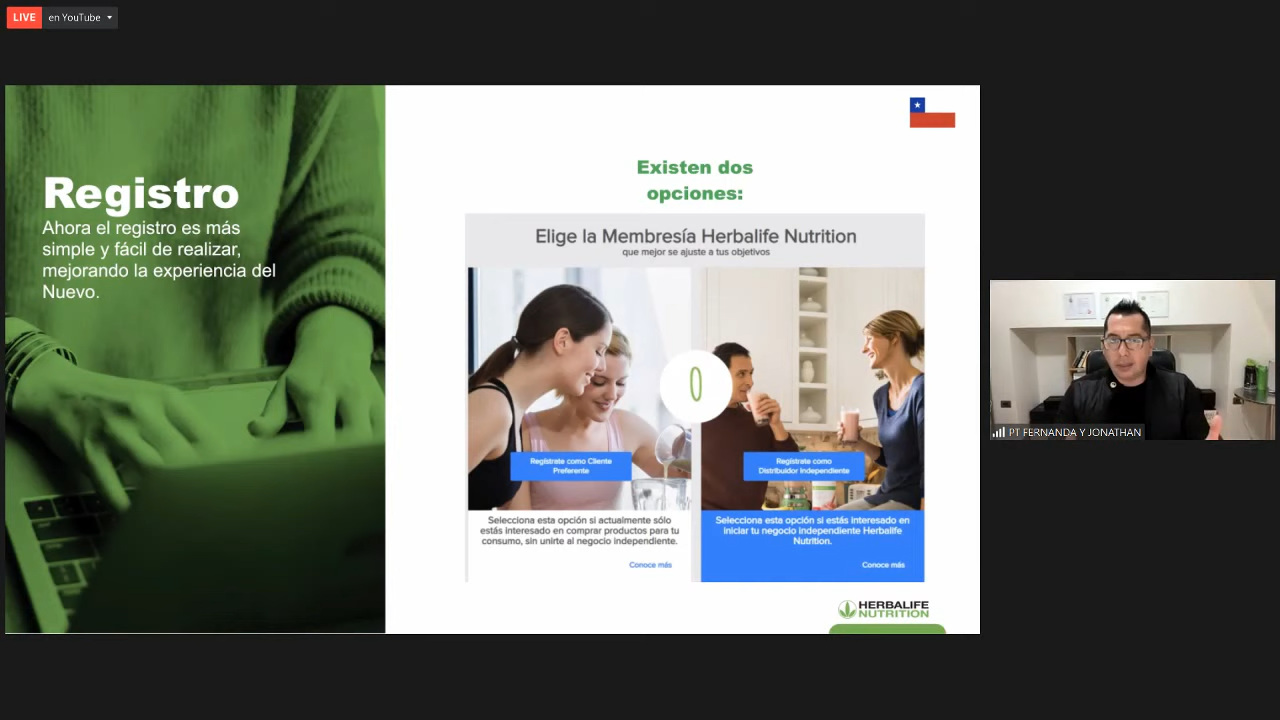 LIVE
en YouTube
Registro
Ahora el registro es más
simple y fácil de realizar,
mejorando la experiencia del
Nuevo.
Existen dos
opciones:
Elige la Membresía Herbalife Nutrition
que mejor se ajuste a tus objetivos
Regístrate como Cliente
Preferente
Selecciona esta opción si actualmente sólo
estás interesado en comprar productos para tu
consumo, sin unirte al negocio independiente.
Conoce más
Regístrate como
Distribuidor Independiente
Selecciona esta opción si estás interesado en
iniciar tu negocio independiente Herbalife
Nutrition.
Conoce más
HERBALIFE
NUTRITION
PT FERNANDA Y JONATHAN